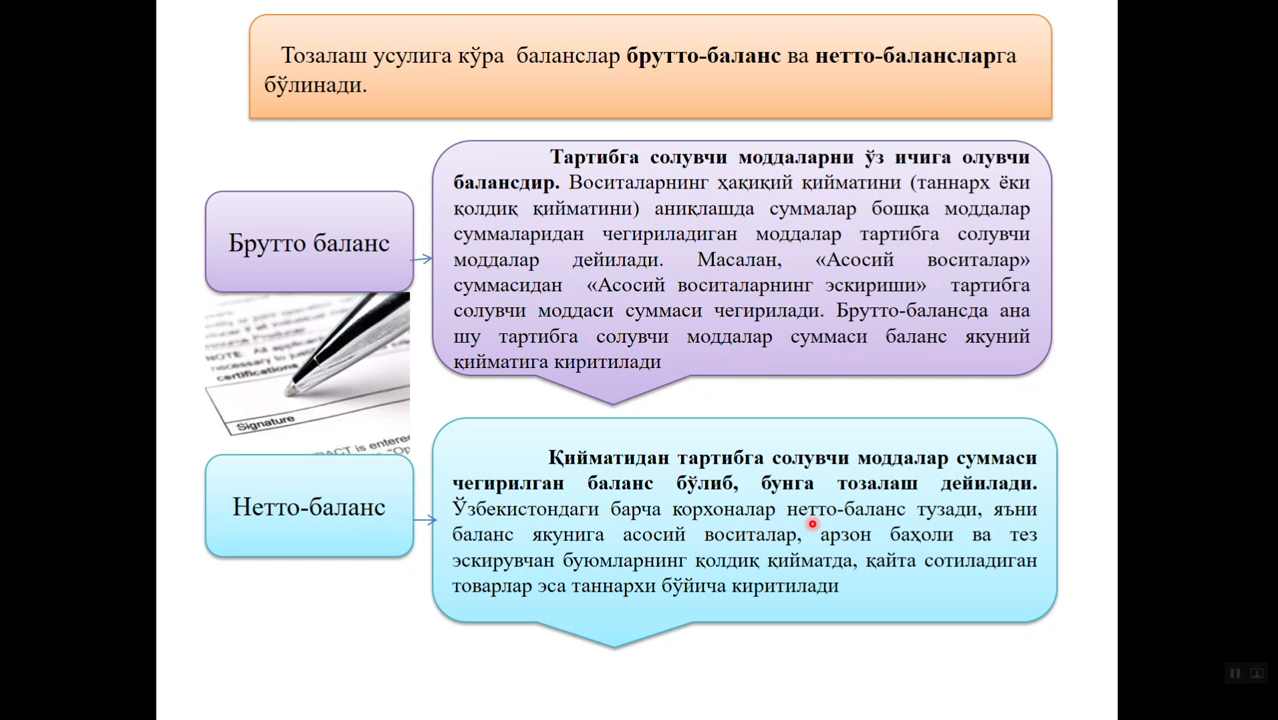 Тозалаш усулига кўра баланслар брутто-баланс ва нетто-балансларга
бўлинади.
Брутто баланс
Тартибга солувчи моддаларни ўз ичига олувчи
балансдир. Воситаларнинг ҳақиқий қийматини (таннарх ёки
қолдиқ қийматини) аниқлашда суммалар бошқа моддалар
суммаларидан чегириладиган моддалар тартибга солувчи
моддалар дейилади. Масалан, «Асосий воситалар»
суммасидан «Асосий воситаларнинг эскириши» тартибга
солувчи моддаси суммаси чегирилади. Брутто-балансда ана
шу тартибга солувчи моддалар суммаси баланс якуний
қийматига киритилади
certifications
Signature
Нетто-баланс
Қийматидан тартибга солувчи моддалар суммаси
чегирилган баланс бўлиб, бунга тозалаш дейилади.
Ўзбекистондаги барча корхоналар нетто-баланс тузади, яъни
баланс якунига асосий воситалар, арзон баҳоли ва тез
эскирувчан буюмларнинг қолдиқ қийматда, қайта сотиладиган
товарлар эса таннархи бўйича киритилади